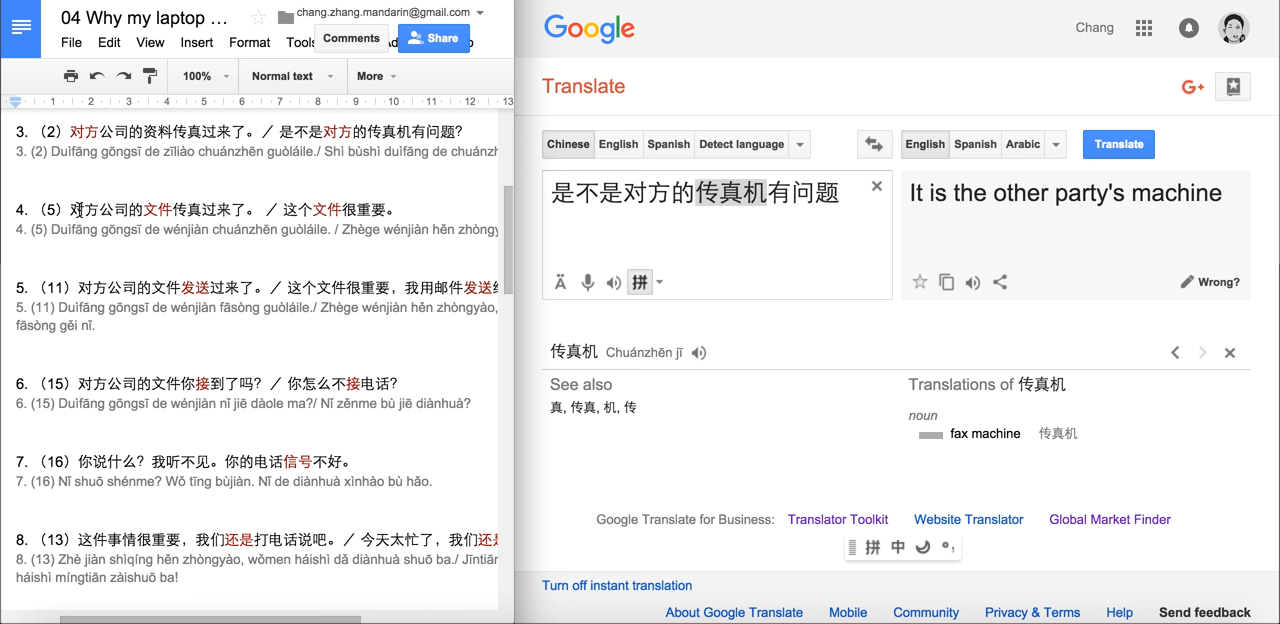 04 Why my laptop ...
chang.zhang.mandarin@gmail.com
File Edit View Insert Format
Comments
Share
100% Normal text More
1 2 3 4 5 6 7 8 9 10 11 12 13
3. （2）对方公司的资料传真过来了。／ 是不是对方的传真机有问题?
3. (2) Duìfāng gōngsī de zīliào chuánzhēn guòláile./ Shì bùshì duìfāng de chuánzh
4. （5）对方公司的文件传真过来了。 ／ 这个文件很重要。
4. (5) Duìfāng gōngsī de wénjiàn chuánzhēn guòláile. / Zhège wénjiàn hěn zhòngy
5. （11）对方公司的文件发送过来了。／ 这个文件很重要，我用邮件发送
5. (11) Duìfāng gōngsī de wénjiàn fāsòng guòláile./ Zhège wénjiàn hěn zhòngyào,
fāsòng gěi nǐ.
6. （15）对方公司的文件你接到了吗？ ／ 你怎么不接电话?
6. (15) Duìfāng gōngsī de wénjiàn nǐ jiē dàole ma?/ Nǐ zěnme bù jiē diànhuà?
7. （16）你说什么？我听不见。你的电话信号不好。
7. (16) Nǐ shuō shénme? Wǒ tīng bùjiàn. Nǐ de diànhuà xìnhào bù hǎo.
8. （13）这件事情很重要，我们还是打电话说吧。／ 今天太忙了，我们还是
8. (13) Zhè jiàn shìqíng hěn zhòngyào, wǒmen háishì dǎ diànhuà shuō ba./ Jīntiān
háishì míngtiān zàishuō ba!
Google
Chang
Translate
G+
Chinese English Spanish Detect language
English Spanish Arabic Translate
是不是对方的传真机有问题
Ä 拼
It is the other party's machine
Wrong?
传真机 Chuánzhēn jī
See also
真, 传真, 机, 传
Translations of 传真机
noun
fax machine 传真机
Google Translate for Business: Translator Toolkit Website Translator Global Market Finder
拼 中
Turn off instant translation
About Google Translate Mobile Community Privacy & Terms Help Send feedback